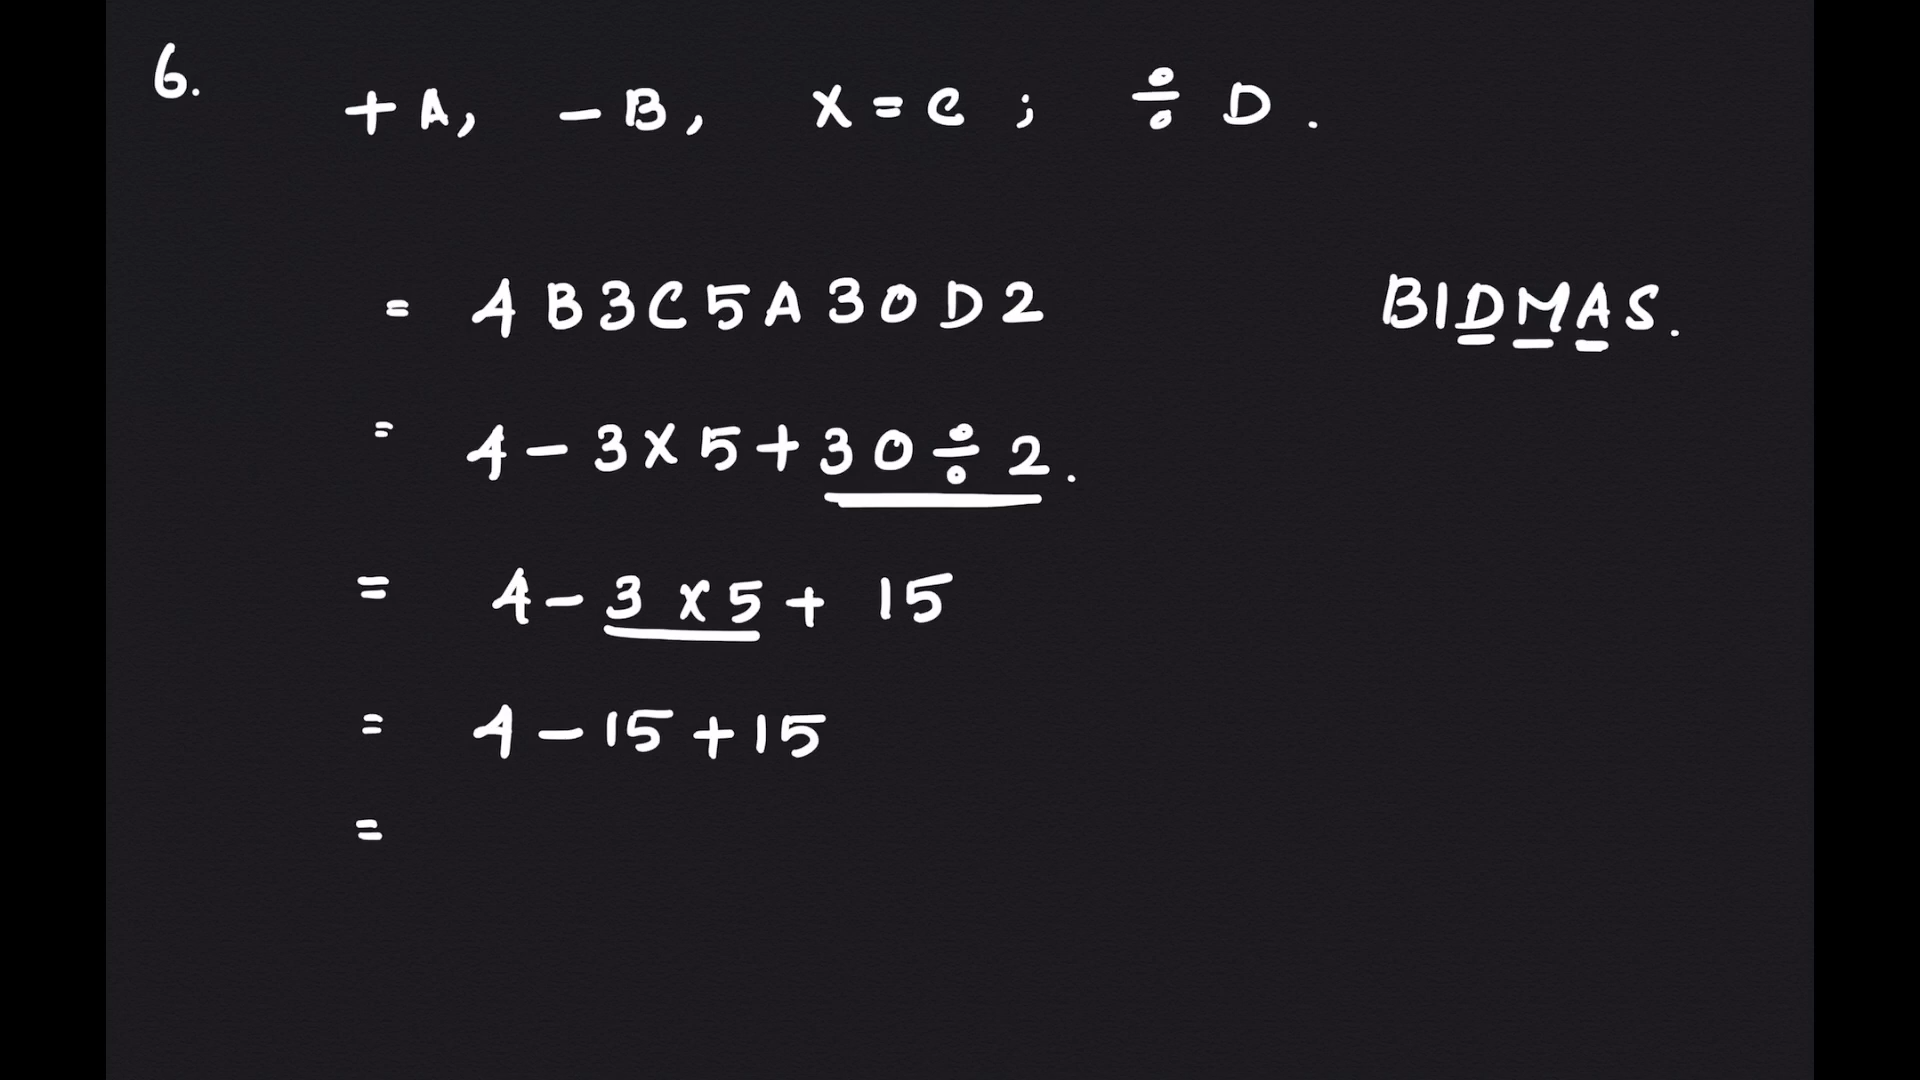 6.
+A, -B, x=C ; ÷ D .
= 4 B 3 C 5 A 3 0 D 2
BIDMAS.
= 4 - 3 x 5 + 3 0 ÷ 2 .
= 4 - 3 x 5 + 15
= 4 - 15 + 15
=